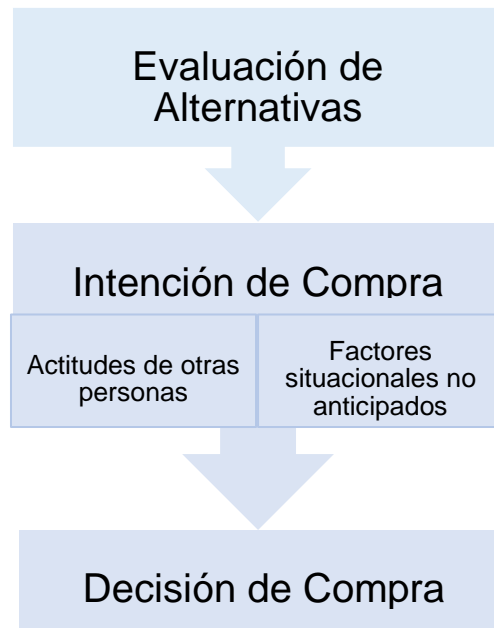 Evaluación de
Alternativas
Intención de Compra
Actitudes de otras
personas
Factores
situacionales no
anticipados
Decisión de Compra